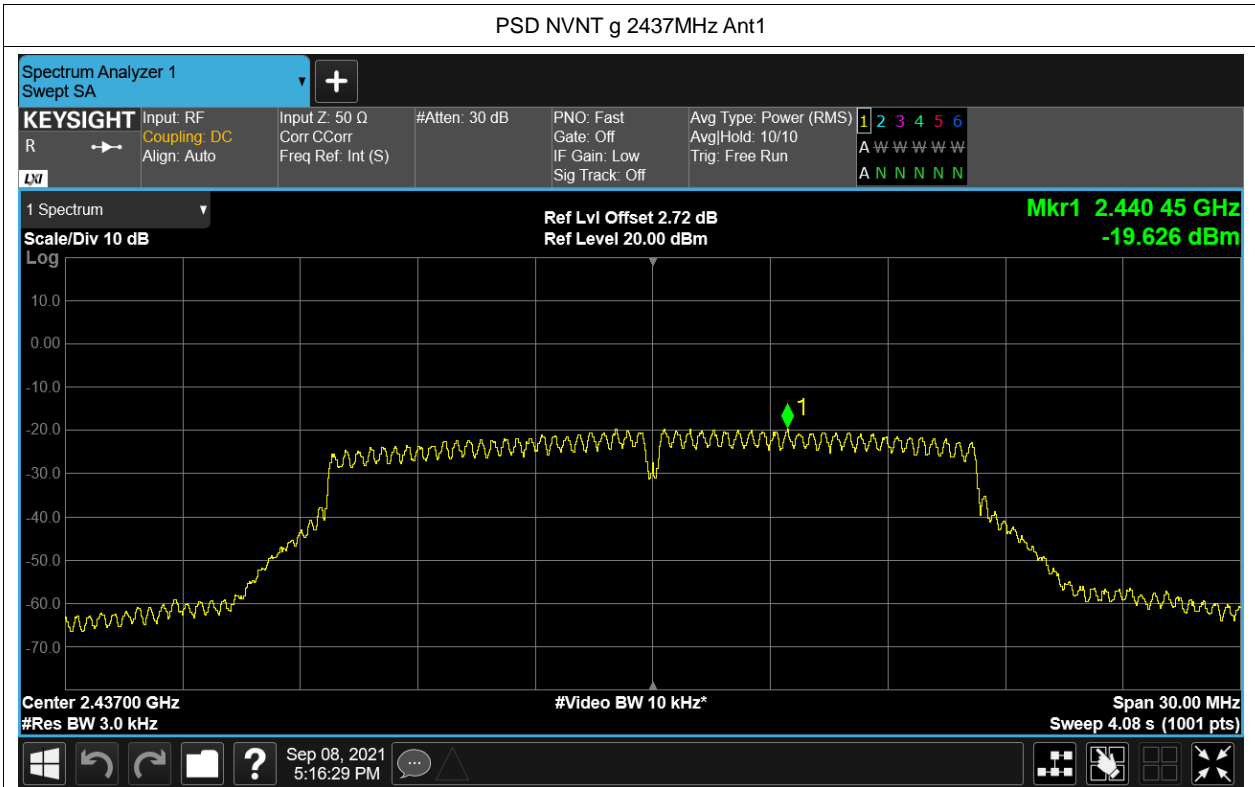 PSD NVNT g 2437MHz Ant1
Spectrum Analyzer 1
Swept SA
+
KEYSIGHT Input: RF Input Z: 50 Ω #Atten: 30 dB PNO: Fast Avg Type: Power (RMS) 1 2 3 4 5 6
R Coupling: DC Corr CCorr Gate: Off Avg|Hold: 10/10 A W W W W W
Align: Auto Freq Ref: Int (S) IF Gain: Low Trig: Free Run
LXI Sig Track: Off A N N N N N
1 Spectrum Ref Lvl Offset 2.72 dB Mkr1 2.440 45 GHz
Scale/Div 10 dB Ref Level 20.00 dBm -19.626 dBm
Log
10.0
0.00
-10.0
1
-20.0
-30.0
-40.0
-50.0
-60.0
-70.0
Center 2.43700 GHz #Video BW 10 kHz* Span 30.00 MHz
#Res BW 3.0 kHz Sweep 4.08 s (1001 pts)
? Sep 08, 2021
5:16:29 PM